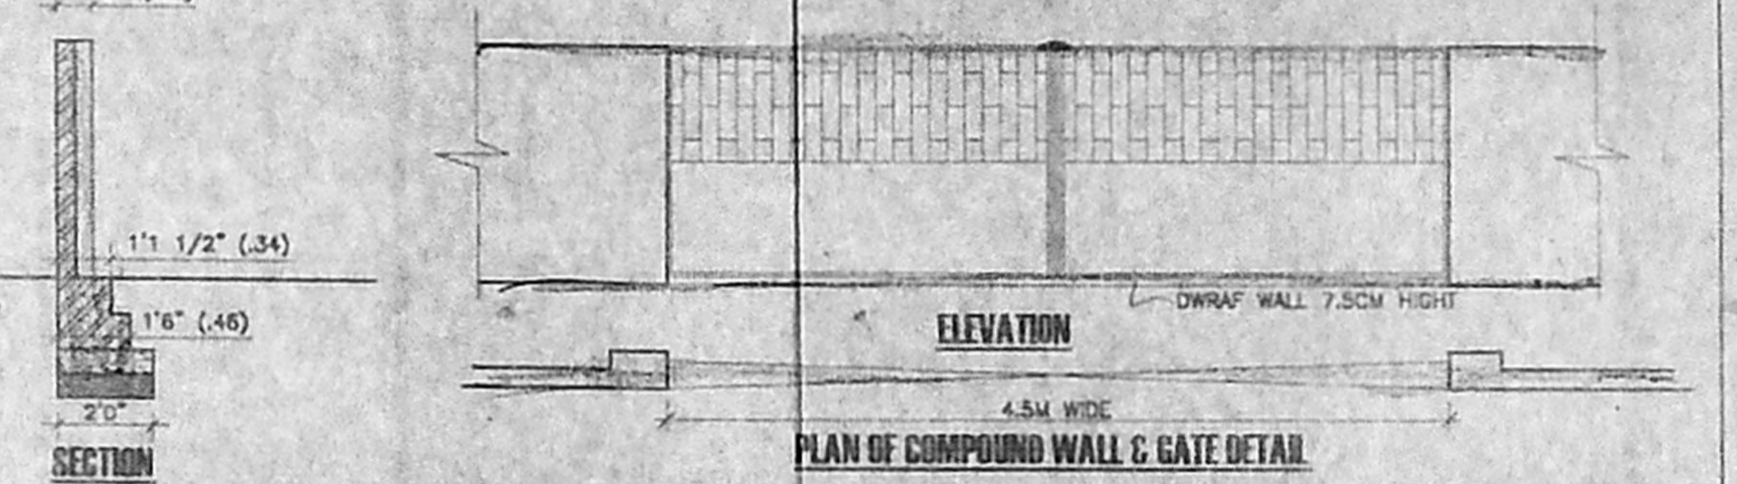 1'1 1/2" (.34)
1'6" (.46)
2'0"
SECTION
DWRAF WALL 7.5CM HIGHT
ELEVATION
4.5M WIDE
PLAN OF COMPOUND WALL & GATE DETAIL